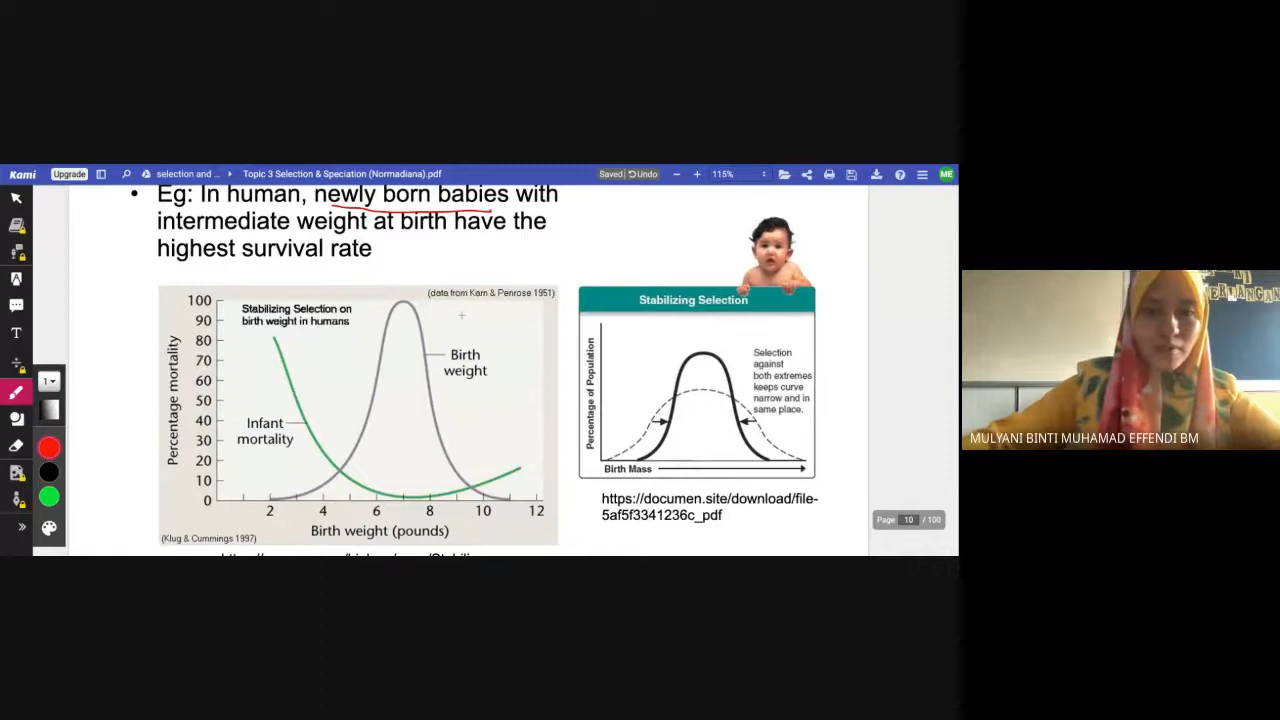 Kami
Upgrade
selection and ...
Topic 3 Selection & Speciation (Normadiana).pdf
Saved
Undo
115%
ME
• Eg: In human, newly born babies with
intermediate weight at birth have the
highest survival rate
(data from Karn & Penrose 1951)
Stabilizing Selection on
birth weight in humans
Percentage mortality
100
90
80
70
60
50
40
30
20
10
0
Birth
weight
Infant
mortality
2
4
6
8
10
12
Birth weight (pounds)
(Klug & Cummings 1997)
Stabilizing Selection
Percentage of Population
Selection
against
both extremes
keeps curve
narrow and in
same place.
Birth Mass
https://documen.site/download/file-
5af5f3341236c_pdf
Page 10 / 100
1
T
MULYANI BINTI MUHAMAD EFFENDI BM